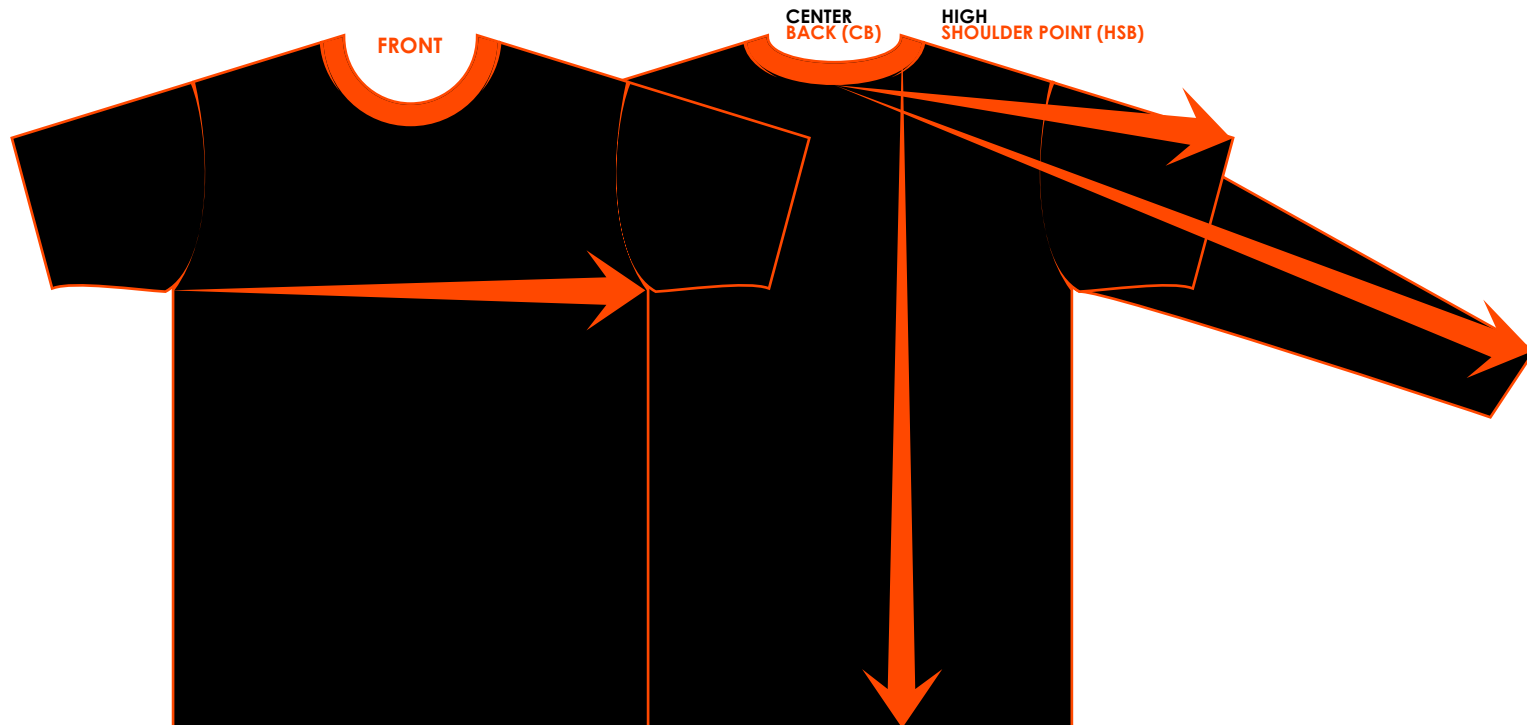 FRONT
CENTER
BACK (CB)
HIGH
SHOULDER POINT (HSB)